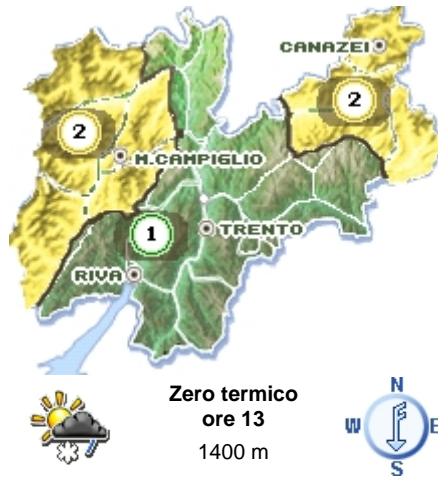 CANAZEI
2
2
M.CAMPIGLIO
1
TRENTO
RIVA
Zero termico
ore 13
1400 m
N
W E
S